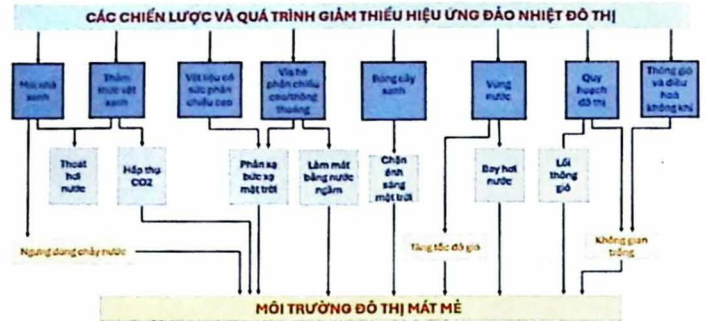 CÁC CHIẾN LƯỢC VÀ QUÁ TRÌNH GIẢM THIỂU HIỆU ỨNG ĐẢO NHIỆT ĐÔ THỊ
Mái nhà
xanh
Thảm
thực vật
xanh
Vật liệu có
sức phản
chiếu cao
Vỉa hè
phản chiếu
cao/thông
thoáng
Bóng cây
xanh
Vùng
nước
Quy
hoạch
đô thị
Thông gió
và điều
hoà
không khí
Thoát
hơi
nước
Hấp thụ
CO2
Phản xạ
bức xạ
mặt trời
Làm mát
bằng nước
ngầm
Chặn
ánh
sáng
mặt trời
Bay hơi
nước
Lối
thông
gió
Ngưng dòng chảy nước
Tăng tốc độ gió
Không gian
trống
MÔI TRƯỜNG ĐÔ THỊ MÁT MẺ